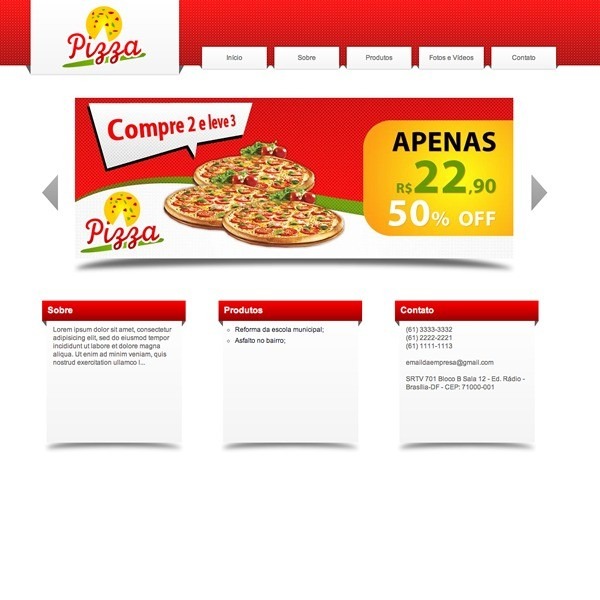 Pizza
Início
Sobre
Produtos
Fotos e Vídeos
Contato
Compre 2 e leve 3
APENAS
R$22,90
50% OFF
Pizza
Sobre
Lorem ipsum dolor sit amet, consectetur
adipisicing elit, sed do eiusmod tempor
incididunt ut labore et dolore magna
aliqua. Ut enim ad minim veniam, quis
nostrud exercitation ullamco l...
Produtos
Reforma da escola municipal;
Asfalto no bairro;
Contato
(61) 3333-3332
(61) 2222-2221
(61) 1111-1113
emaildaempresa@gmail.com
SRTV 701 Bloco B Sala 12 - Ed. Rádio -
Brasília-DF - CEP: 71000-001